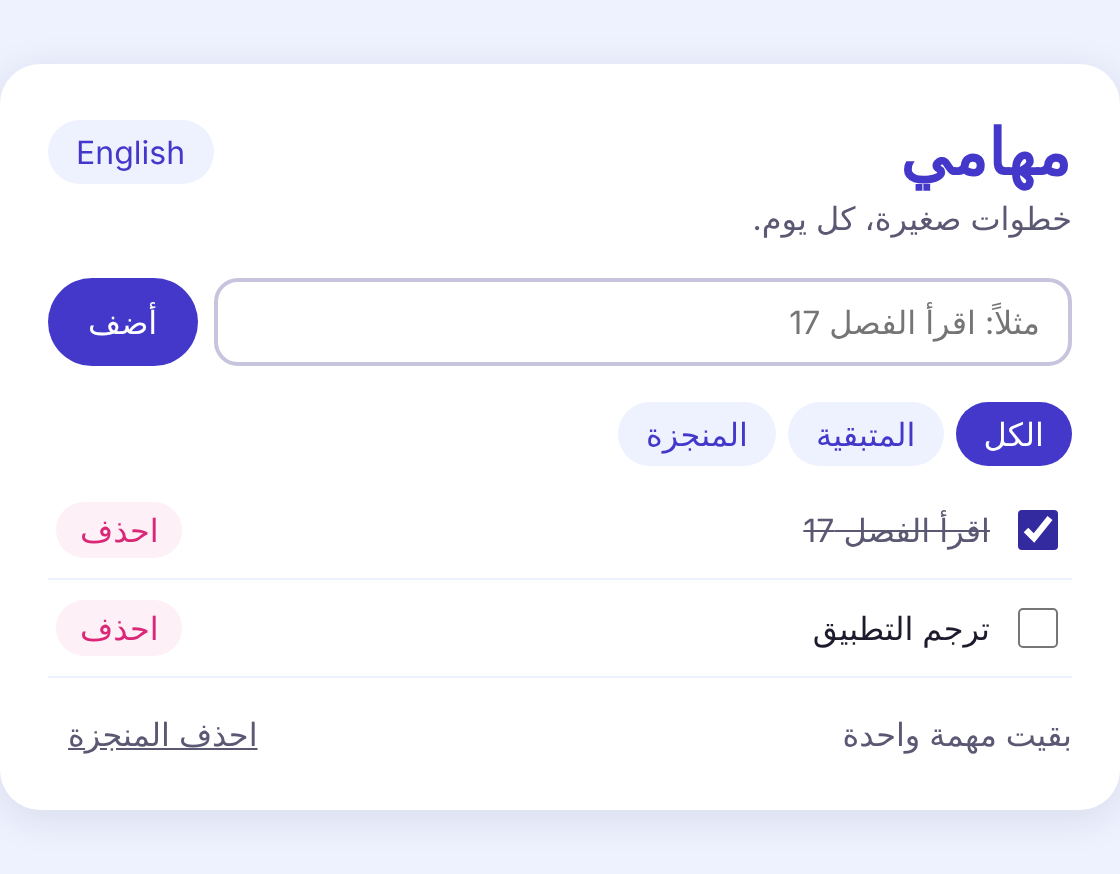 مهامي
English
خطوات صغيرة، كل يوم.
مثلاً: اقرأ الفصل 17
أضف
الكل المتبقية المنجزة
اقرأ الفصل 17 احذف
ترجم التطبيق احذف
بقيت مهمة واحدة احذف المنجزة